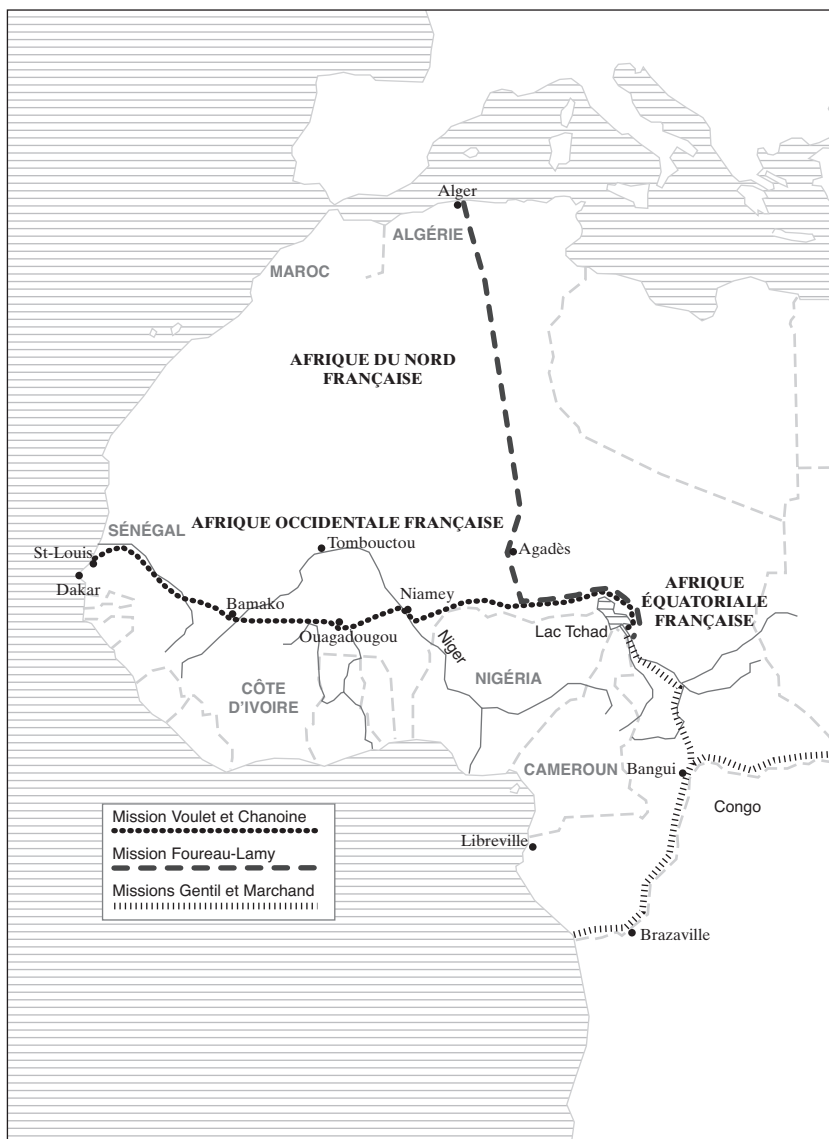 Alger
ALGÉRIE
MAROC
AFRIQUE DU NORD
FRANÇAISE
AFRIQUE OCCIDENTALE FRANÇAISE
SÉNÉGAL
Tombouctou
St-Louis
Agadès
Dakar
AFRIQUE
ÉQUATORIALE
FRANÇAISE
Bamako
Niamey
Ouagadougou
Niger
Lac Tchad
NIGÉRIA
CÔTE
D'IVOIRE
CAMEROUN
Bangui
Congo
Mission Voulet et Chanoine
Mission Foureau-Lamy
Missions Gentil et Marchand
Libreville
Brazaville